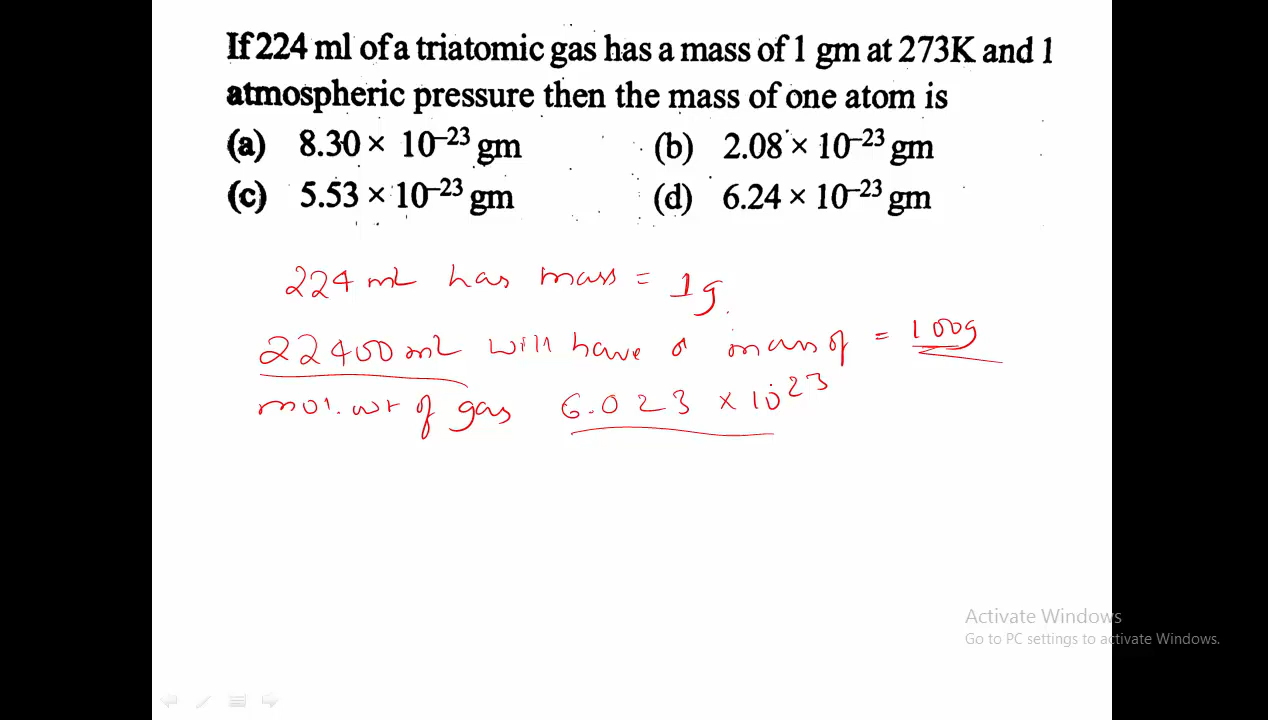 If 224 ml of a triatomic gas has a mass of 1 gm at 273K and 1
atmospheric pressure then the mass of one atom is
(a) 8.30 × 10⁻²³ gm (b) 2.08 × 10⁻²³ gm
(c) 5.53 × 10⁻²³ gm (d) 6.24 × 10⁻²³ gm
224 ml has mass = 1g.
22400 ml will have a mass of = 100g
mol. wt of gas 6.023 × 10²³
Activate Windows
Go to PC settings to activate Windows.